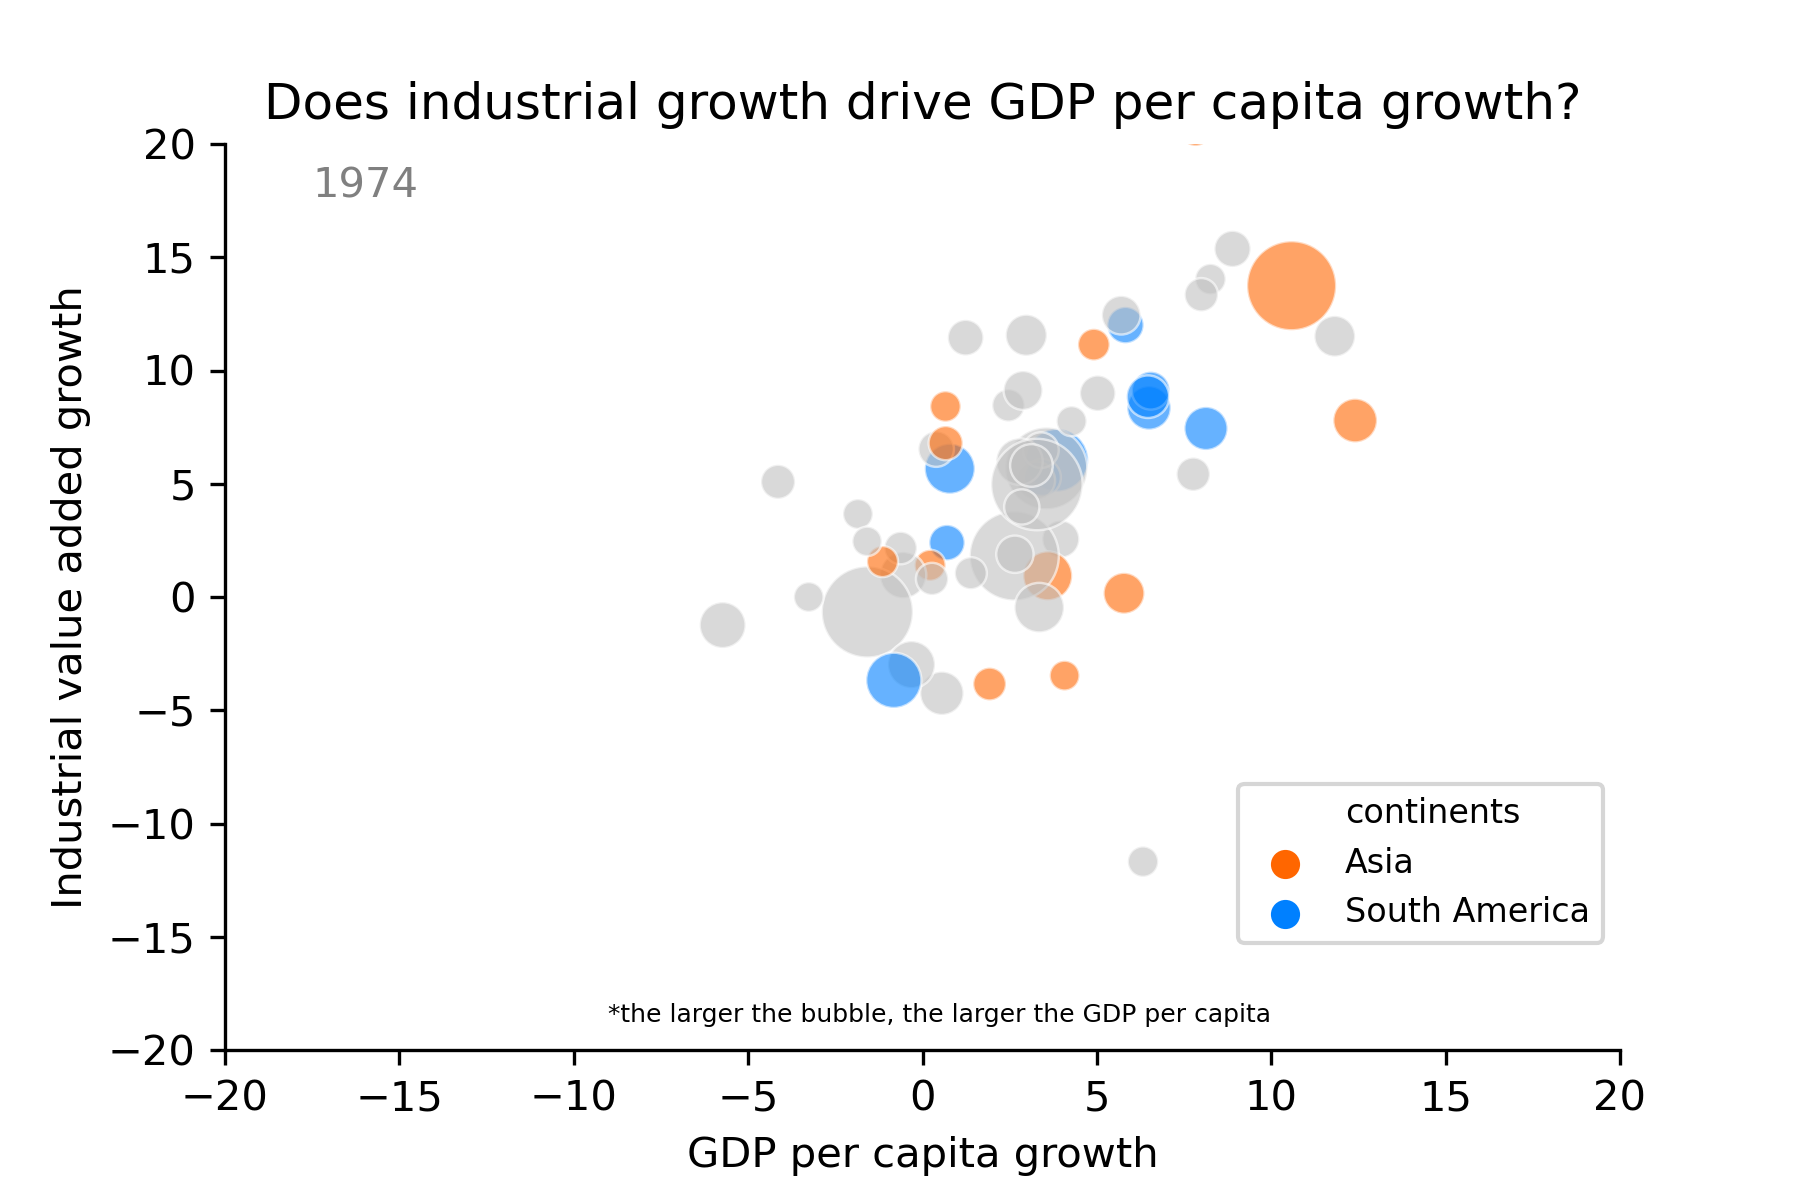 Does industrial growth drive GDP per capita growth?
1974
Industrial value added growth
20
15
10
5
0
−5
−10
−15
−20
continents
Asia
South America
*the larger the bubble, the larger the GDP per capita
−20 −15 −10 −5 0 5 10 15 20
GDP per capita growth